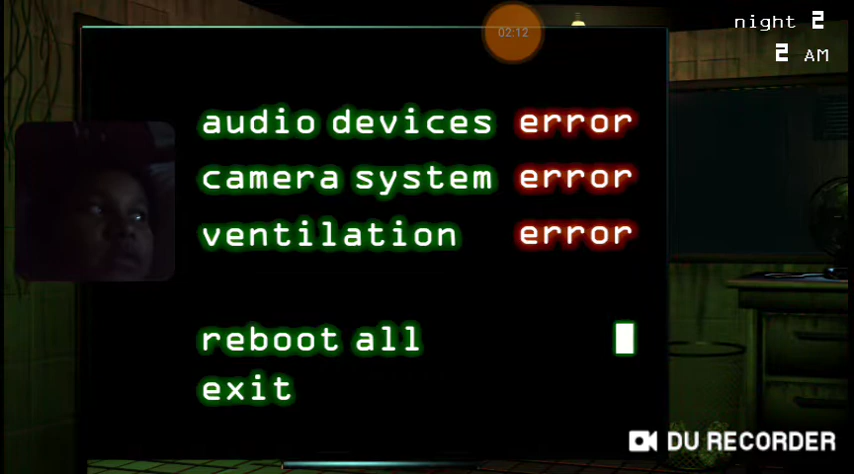 night 2
02:12
2 AM
audio devices error
camera system error
ventilation error
reboot all
exit
DU RECORDER